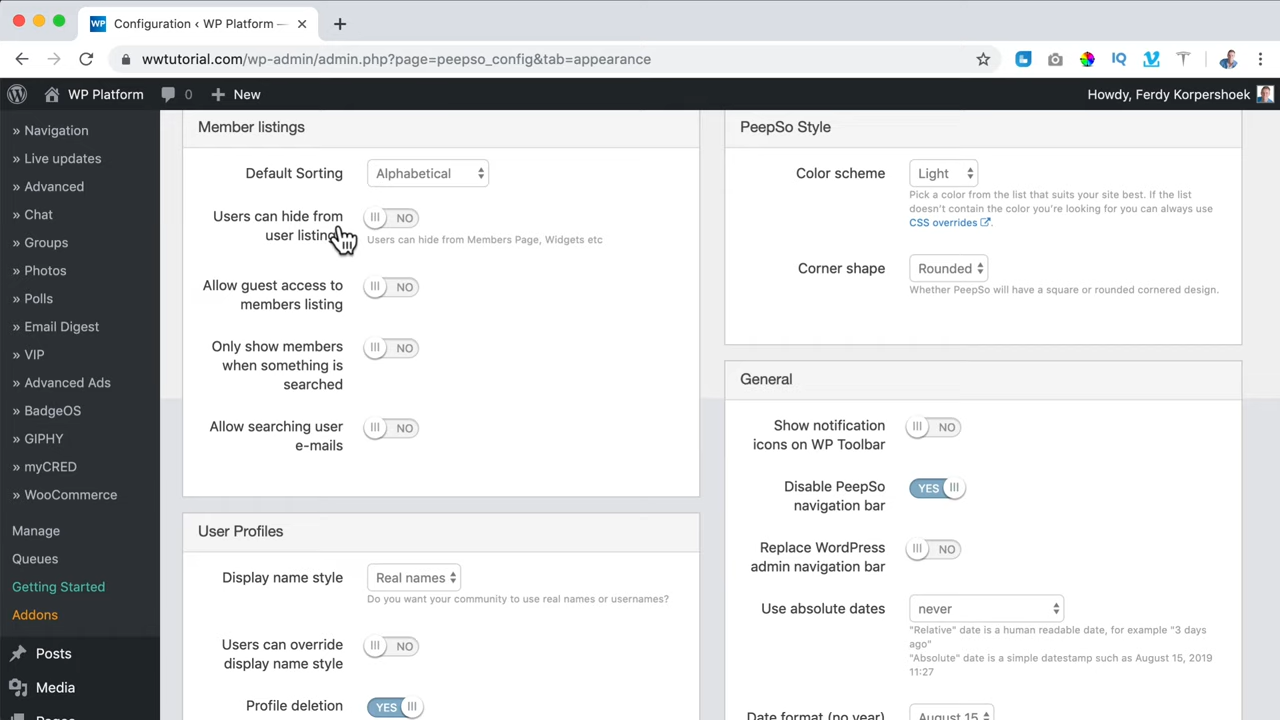 WP Configuration ‹ WP Platform —
wwtutorial.com/wp-admin/admin.php?page=peepso_config&tab=appearance
IQ
WP Platform 0 New Howdy, Ferdy Korpershoek
» Navigation
» Live updates
» Advanced
» Chat
» Groups
» Photos
» Polls
» Email Digest
» VIP
» Advanced Ads
» BadgeOS
» GIPHY
» myCRED
» WooCommerce
Manage
Queues
Getting Started
Addons
Posts
Media
Pages
Member listings
Default Sorting Alphabetical
Users can hide from
user listing
NO
Users can hide from Members Page, Widgets etc
Allow guest access to
members listing
NO
Only show members
when something is
searched
NO
Allow searching user
e-mails
NO
User Profiles
Display name style Real names
Do you want your community to use real names or usernames?
Users can override
display name style
NO
Profile deletion YES
PeepSo Style
Color scheme Light
Pick a color from the list that suits your site best. If the list
doesn't contain the color you're looking for you can always use
CSS overrides .
Corner shape Rounded
Whether PeepSo will have a square or rounded cornered design.
General
Show notification
icons on WP Toolbar
NO
Disable PeepSo
navigation bar
YES
Replace WordPress
admin navigation bar
NO
Use absolute dates never
"Relative" date is a human readable date, for example "3 days
ago"
"Absolute" date is a simple datestamp such as August 15, 2019
11:27
Date format (no year) August 15